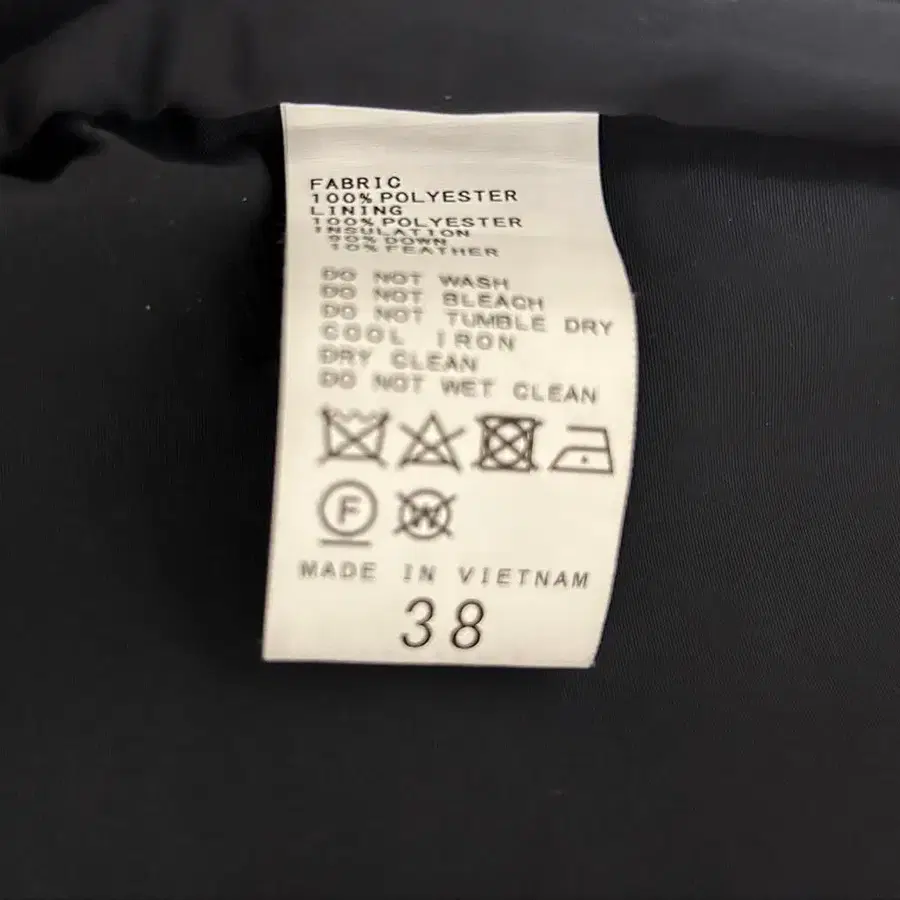 FABRIC
100% POLYESTER
LINING
100% POLYESTER
INSULATION
90% DOWN
10% FEATHER
DO NOT WASH
DO NOT BLEACH
DO NOT TUMBLE DRY
COOL IRON
DRY CLEAN
DO NOT WET CLEAN
F W
MADE IN VIETNAM
38